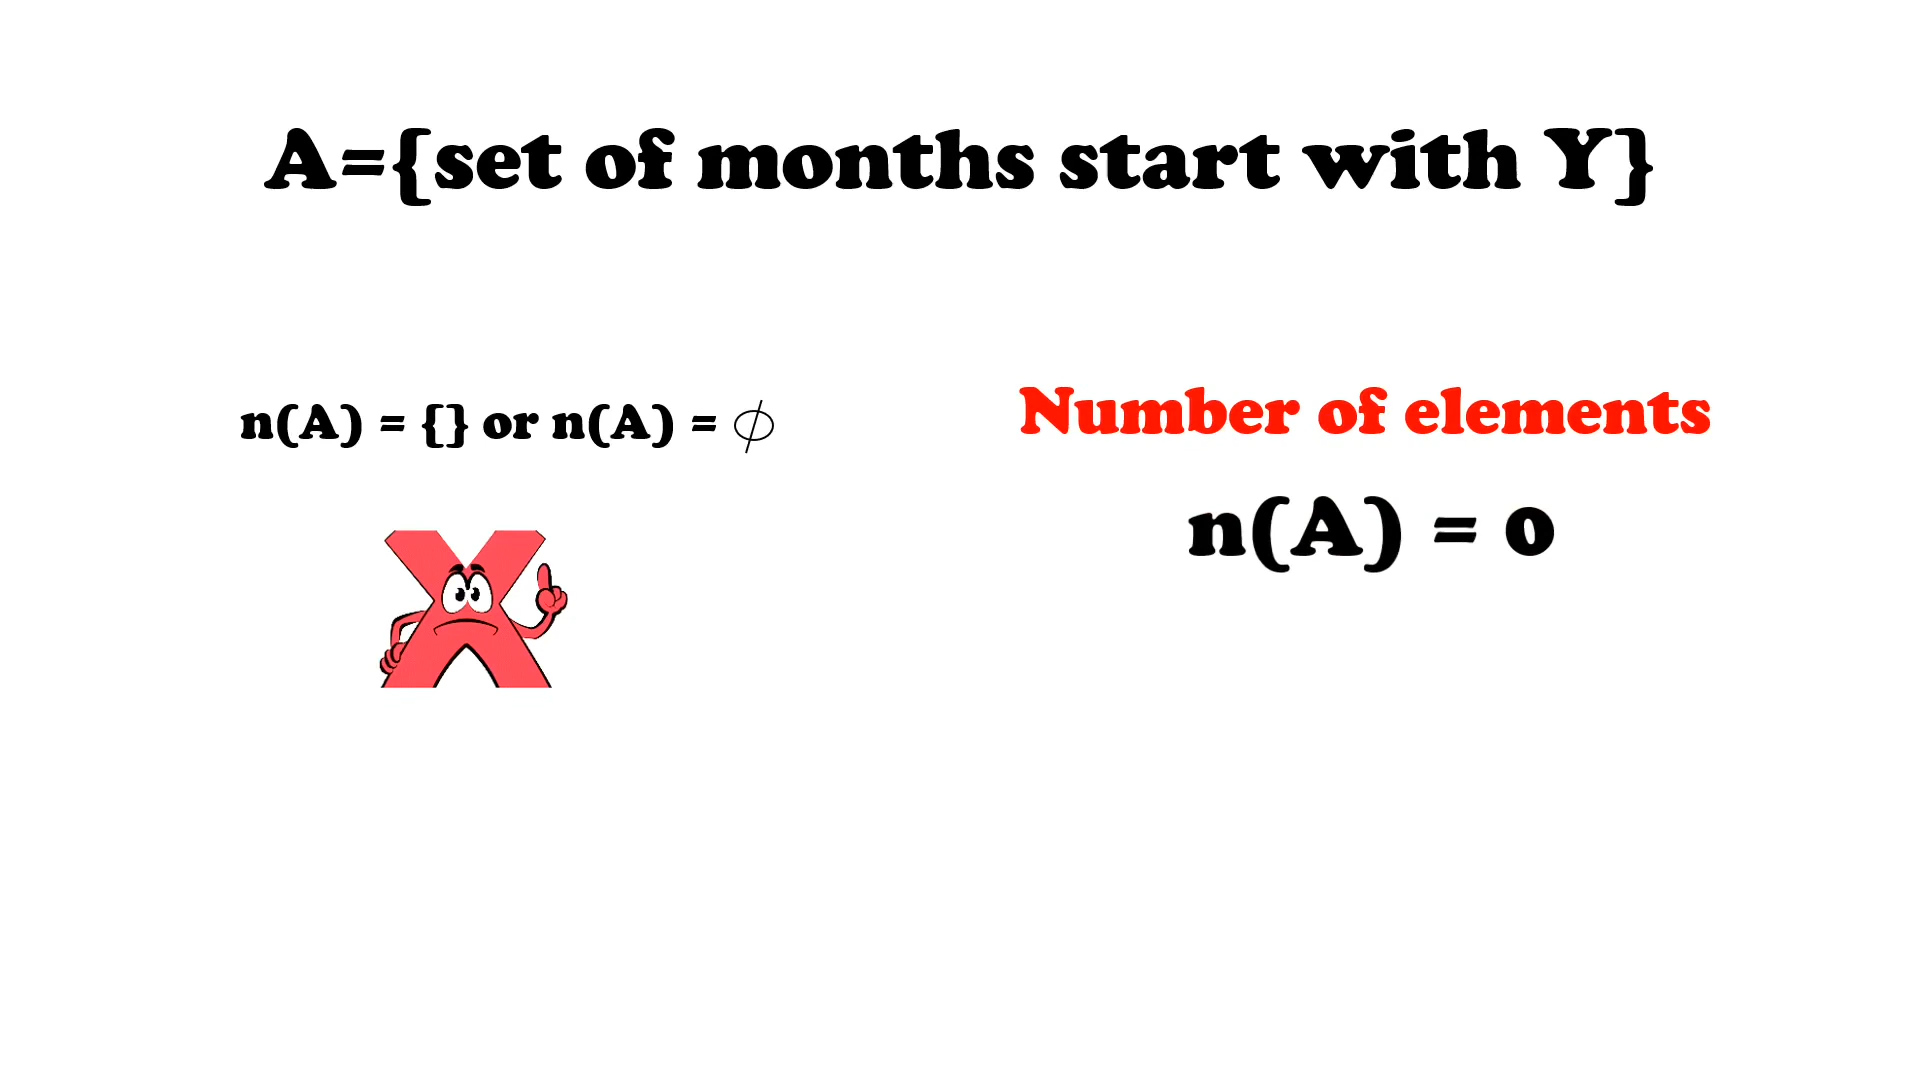 A={set of months start with Y}
n(A) = {} or n(A) = ϕ
Number of elements
n(A) = 0